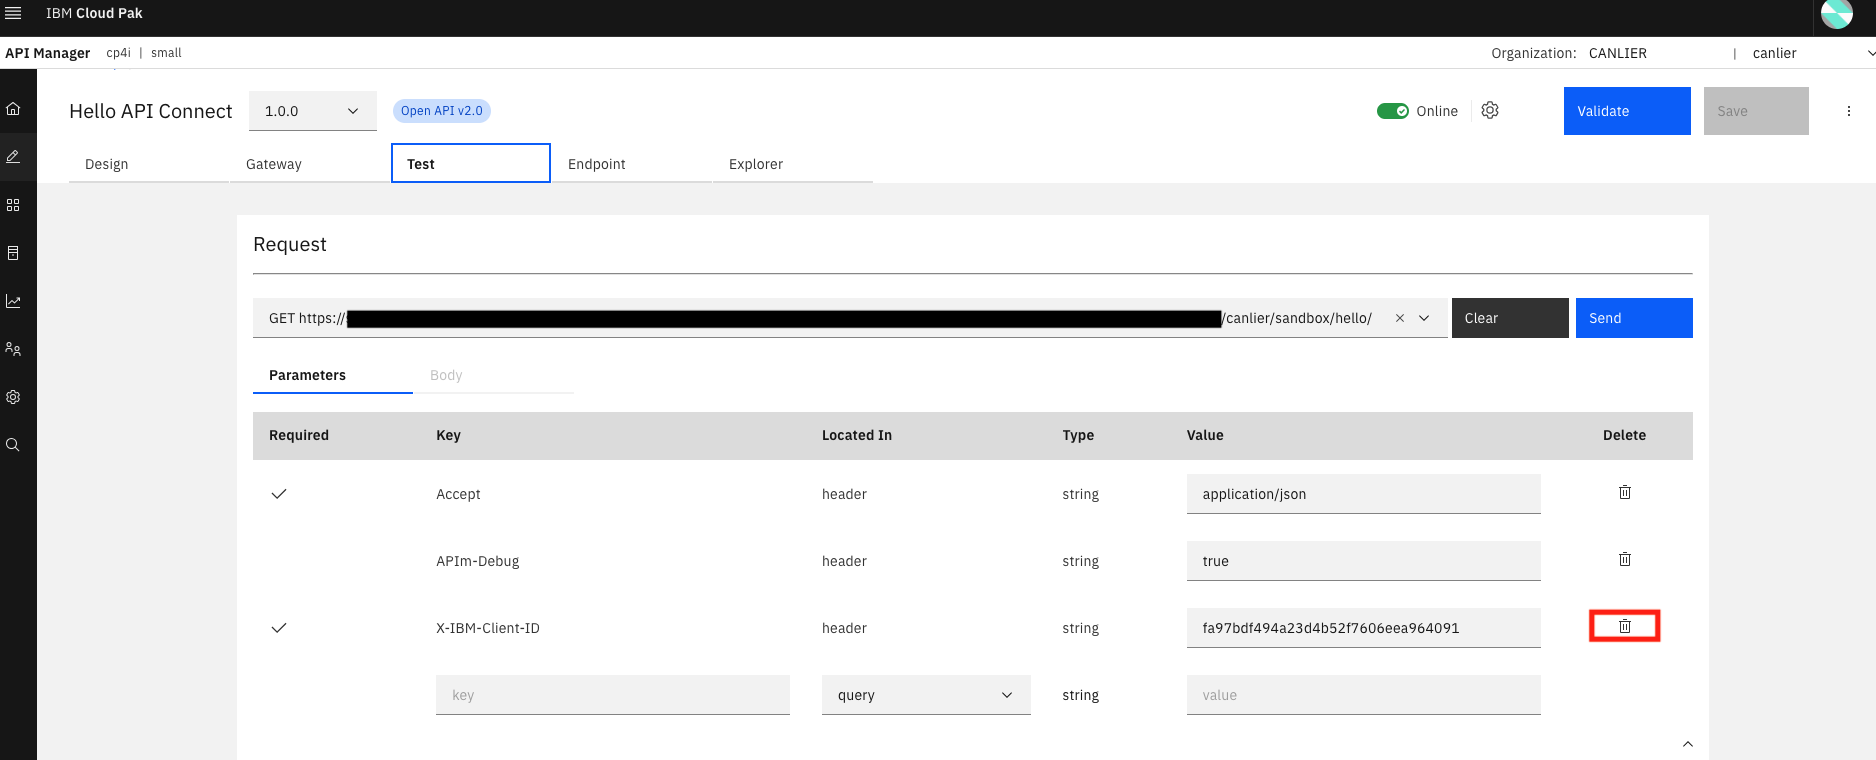 IBM Cloud Pak
API Manager cp4i | small Organization: CANLIER | canlier
Hello API Connect 1.0.0 Open API v2.0 Online Validate Save
Design Gateway Test Endpoint Explorer
Request
GET https:// /canlier/sandbox/hello/ Clear Send
Parameters Body
Required Key Located In Type Value Delete
Accept header string application/json
APIm-Debug header string true
X-IBM-Client-ID header string fa97bdf494a23d4b52f7606eea964091
key query string value